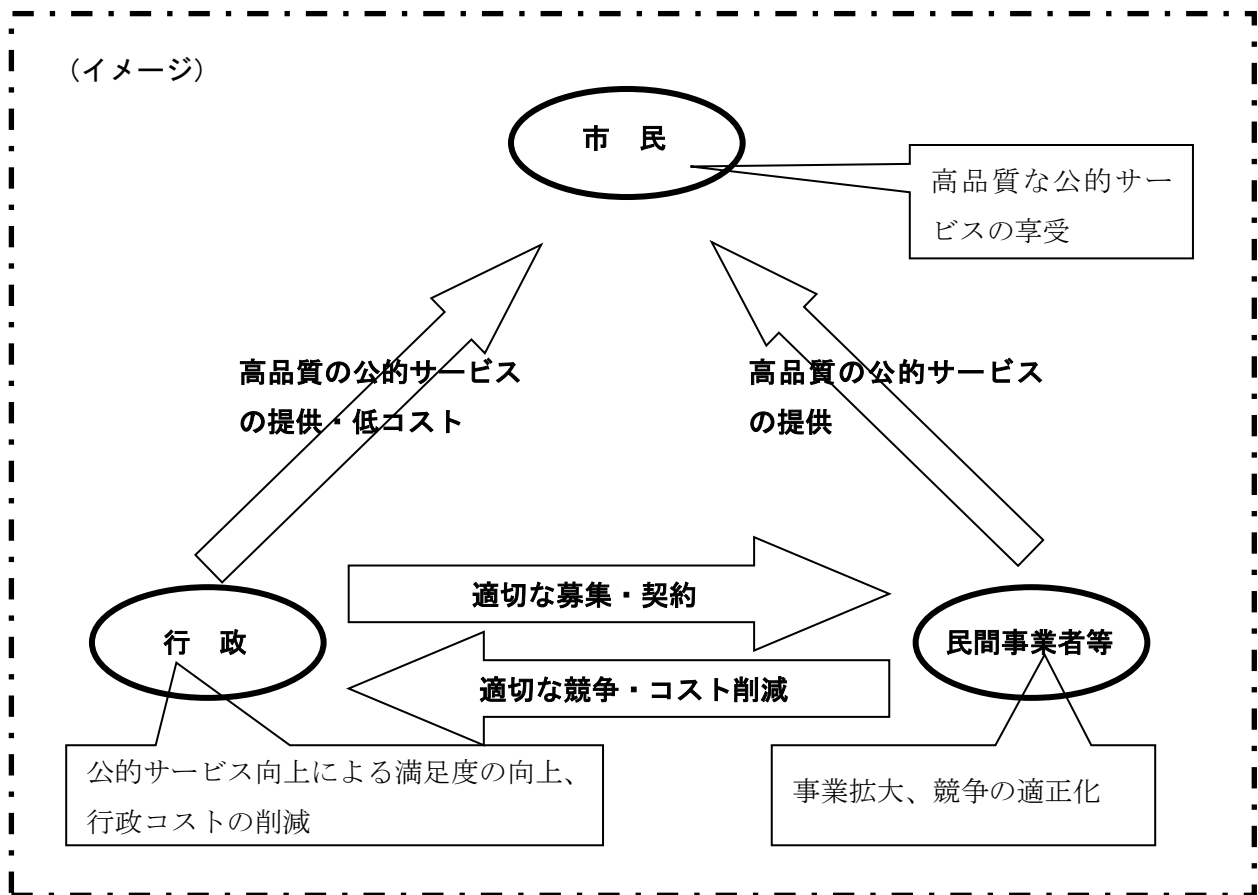 （イメージ）
市　民
高品質な公的サー
ビスの享受
高品質の公的サービス
の提供・低コスト
高品質の公的サービス
の提供
適切な募集・契約
行　政
民間事業者等
適切な競争・コスト削減
公的サービス向上による満足度の向上、
行政コストの削減
事業拡大、競争の適正化